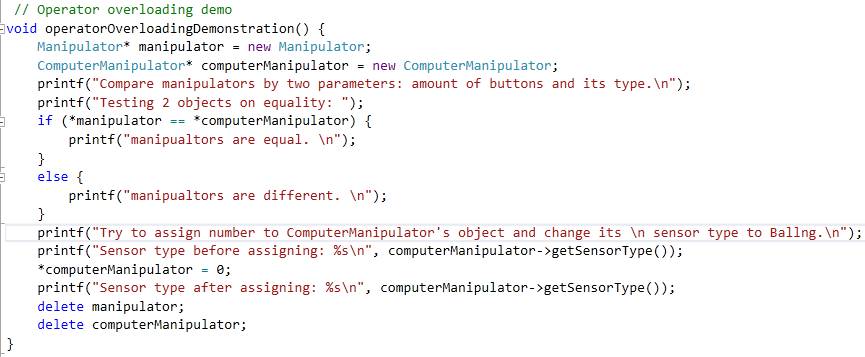 // Operator overloading demo
void operatorOverloadingDemonstration() {
    Manipulator* manipulator = new Manipulator;
    ComputerManipulator* computerManipulator = new ComputerManipulator;
    printf("Compare manipulators by two parameters: amount of buttons and its type.\n");
    printf("Testing 2 objects on equality: ");
    if (*manipulator == *computerManipulator) {
        printf("manipualtors are equal. \n");
    }
    else {
        printf("manipualtors are different. \n");
    }
    printf("Try to assign number to ComputerManipulator's object and change its \n sensor type to Ballng.\n");
    printf("Sensor type before assigning: %s\n", computerManipulator->getSensorType());
    *computerManipulator = 0;
    printf("Sensor type after assigning: %s\n", computerManipulator->getSensorType());
    delete manipulator;
    delete computerManipulator;
}